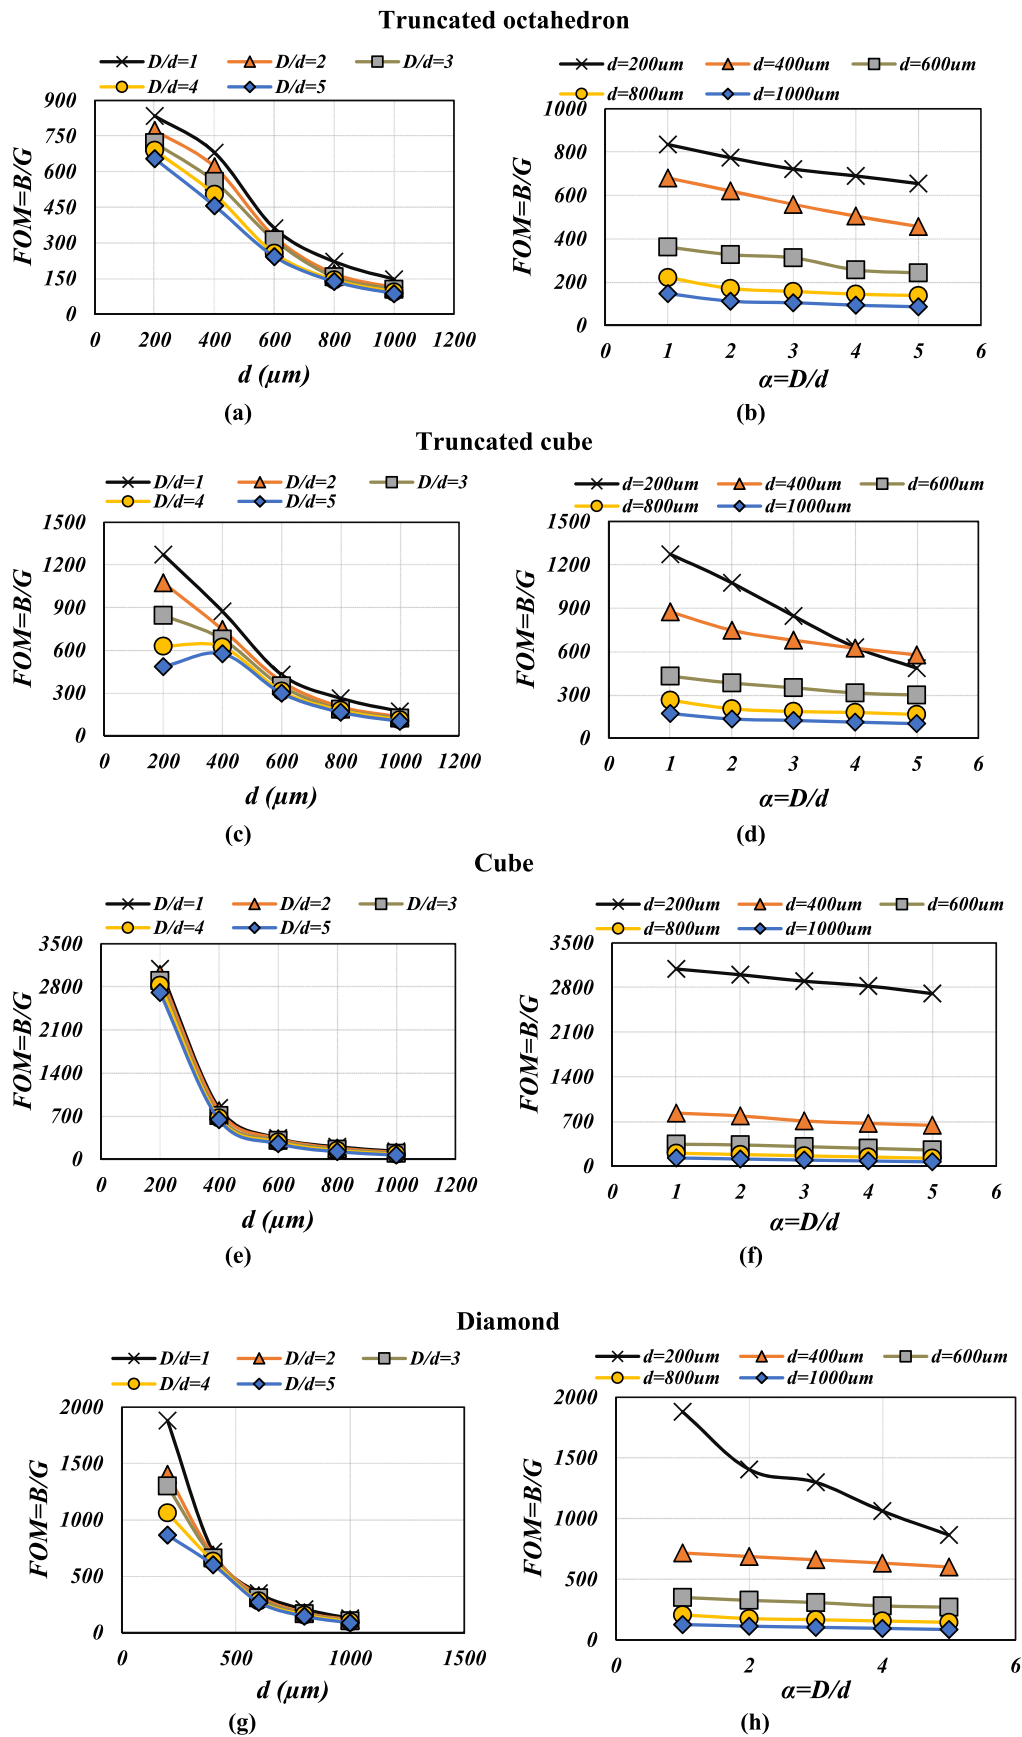 Truncated octahedron
D/d=1 D/d=2 D/d=3
D/d=4 D/d=5
900
750
600
450
300
150
0
0 200 400 600 800 1000 1200
FOM=B/G
d (µm)
(a)
d=200um d=400um d=600um
d=800um d=1000um
1000
800
600
400
200
0
0 1 2 3 4 5 6
FOM=B/G
α=D/d
(b)
Truncated cube
D/d=1 D/d=2 D/d=3
D/d=4 D/d=5
1500
1200
900
600
300
0
0 200 400 600 800 1000 1200
FOM=B/G
d (µm)
(c)
d=200um d=400um d=600um
d=800um d=1000um
1500
1200
900
600
300
0
0 1 2 3 4 5 6
FOM=B/G
α=D/d
(d)
Cube
D/d=1 D/d=2 D/d=3
D/d=4 D/d=5
3500
2800
2100
1400
700
0
0 200 400 600 800 1000 1200
FOM=B/G
d (µm)
(e)
d=200um d=400um d=600um
d=800um d=1000um
3500
2800
2100
1400
700
0
0 1 2 3 4 5 6
FOM=B/G
α=D/d
(f)
Diamond
D/d=1 D/d=2 D/d=3
D/d=4 D/d=5
2000
1500
1000
500
0
0 500 1000 1500
FOM=B/G
d (µm)
(g)
d=200um d=400um d=600um
d=800um d=1000um
2000
1500
1000
500
0
0 2 4 6
FOM=B/G
α=D/d
(h)